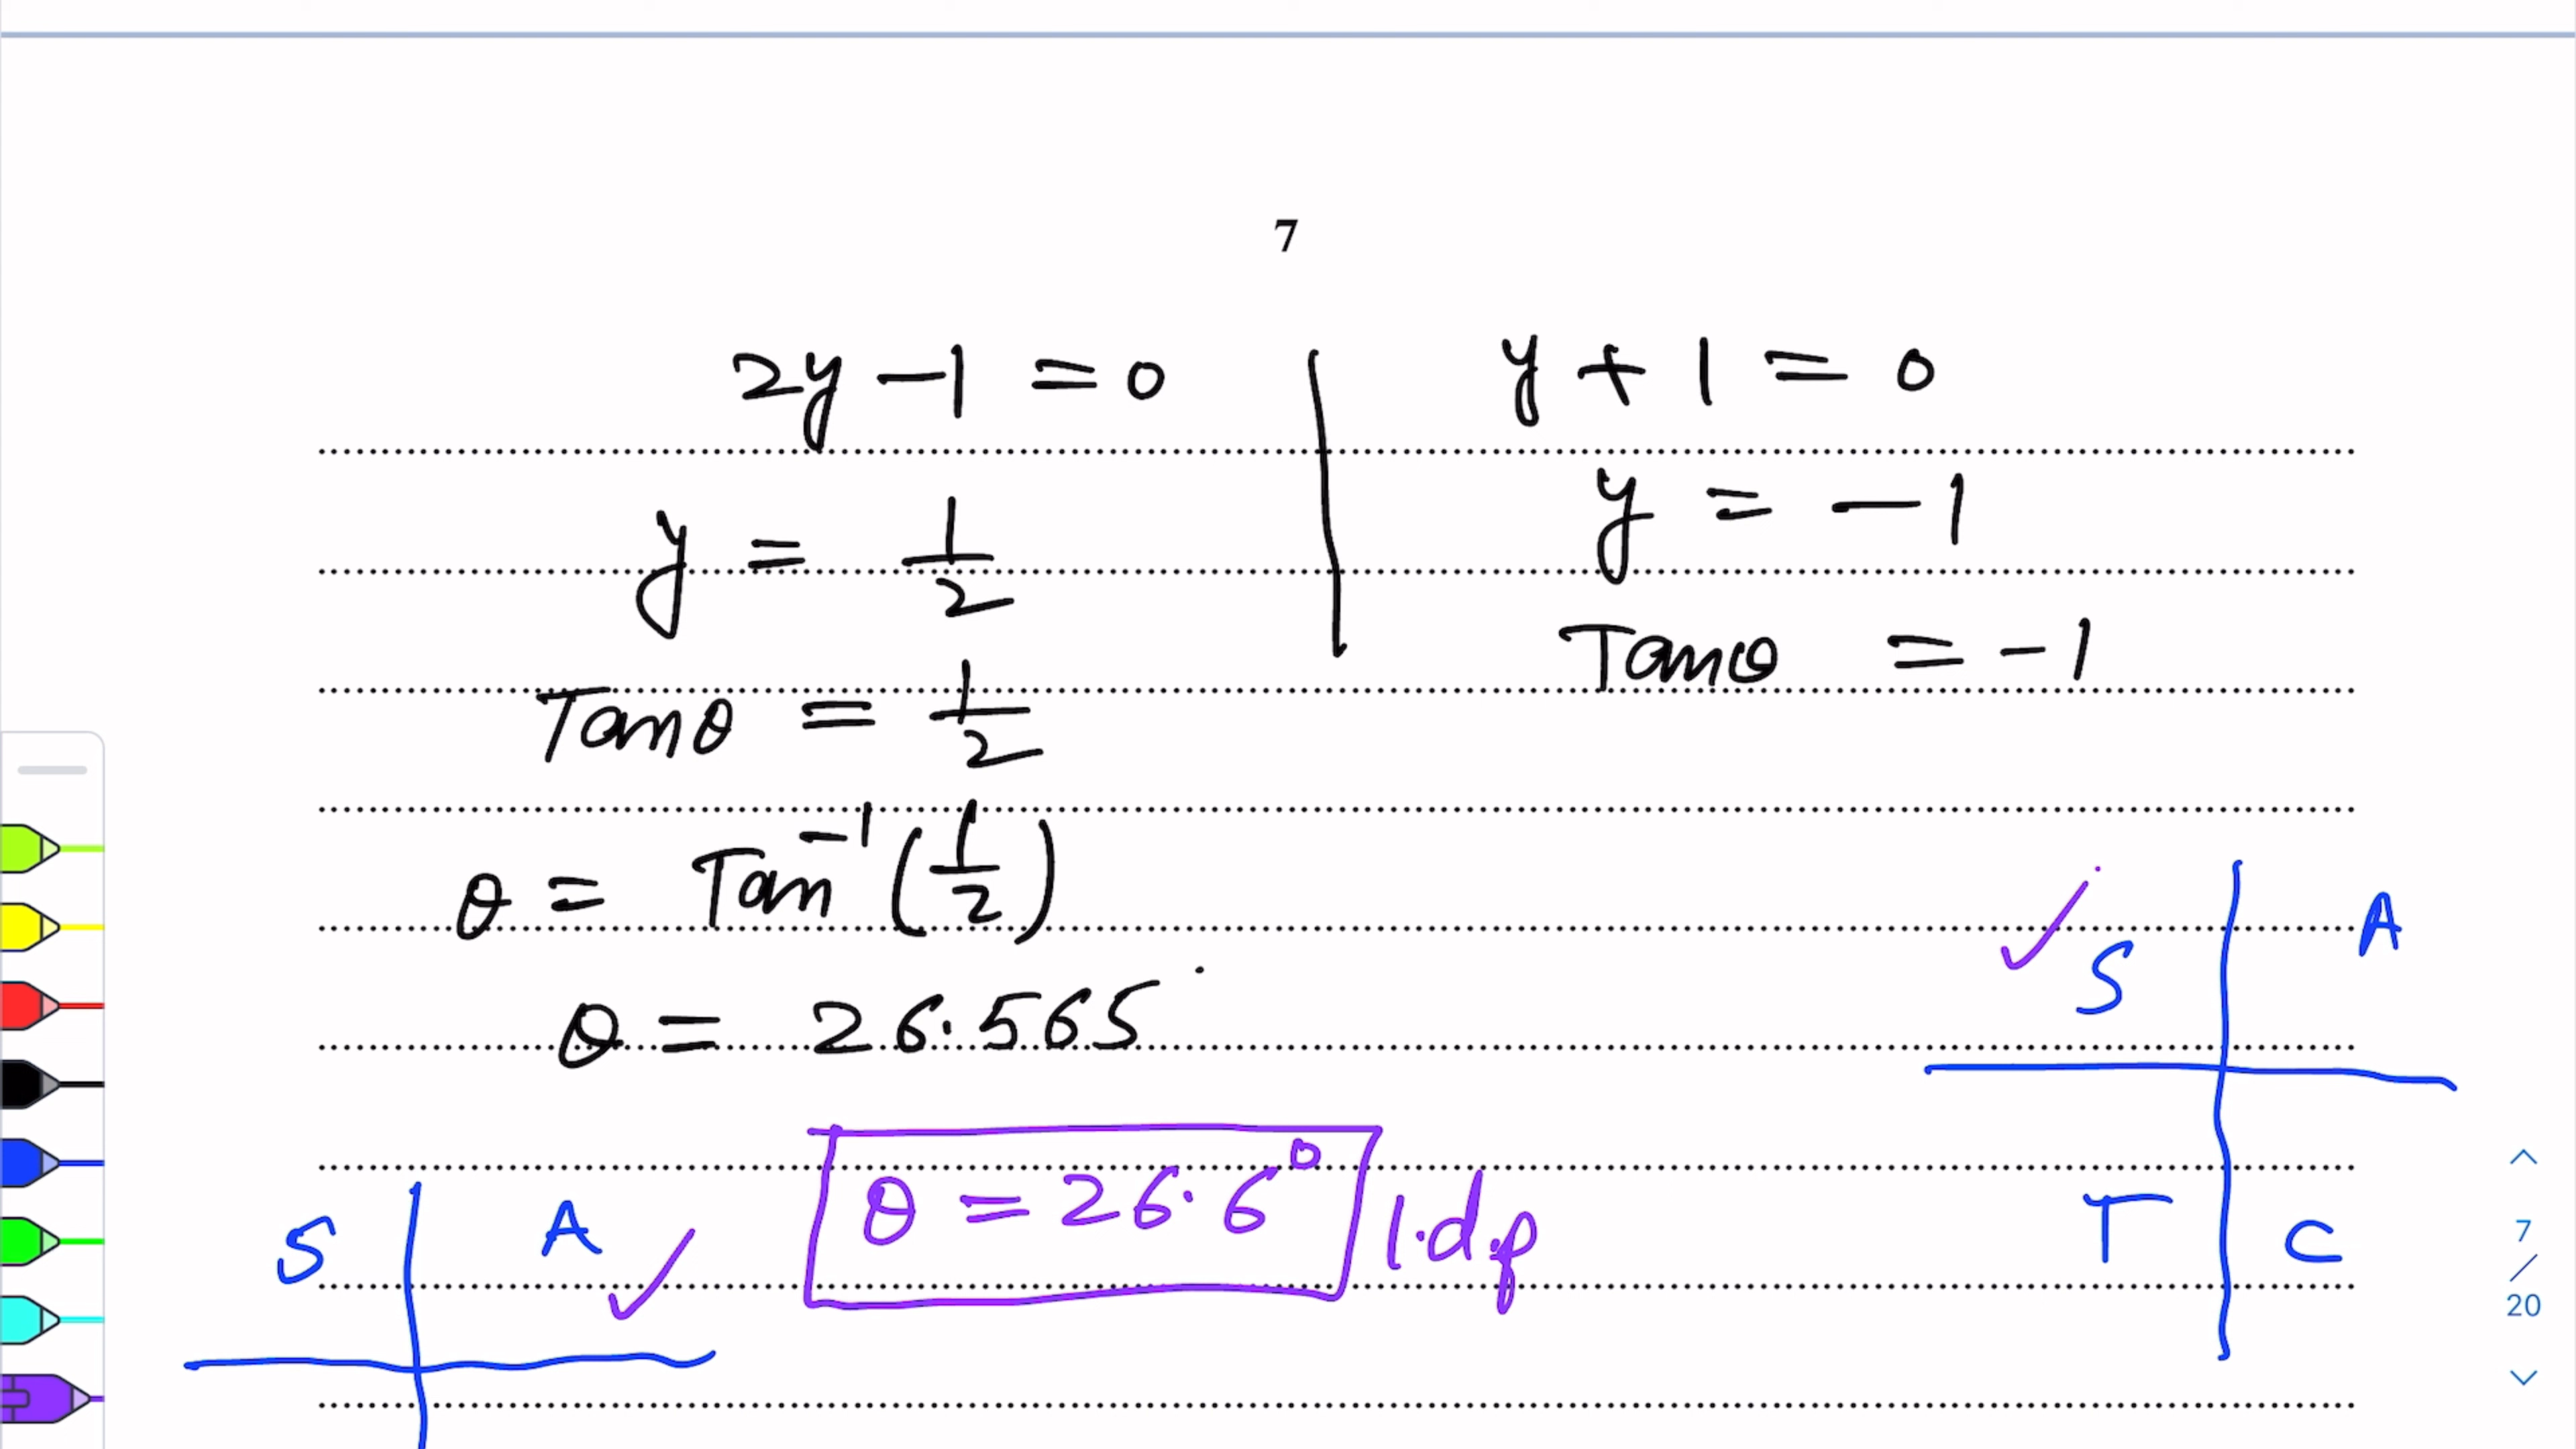 7
2y - 1 = 0
y = 1/2
Tanθ = 1/2
θ = Tan⁻¹(1/2)
θ = 26.565
θ = 26.6° 1.d.p
S A
y + 1 = 0
y = -1
Tanθ = -1
S A
T C
7
/
20